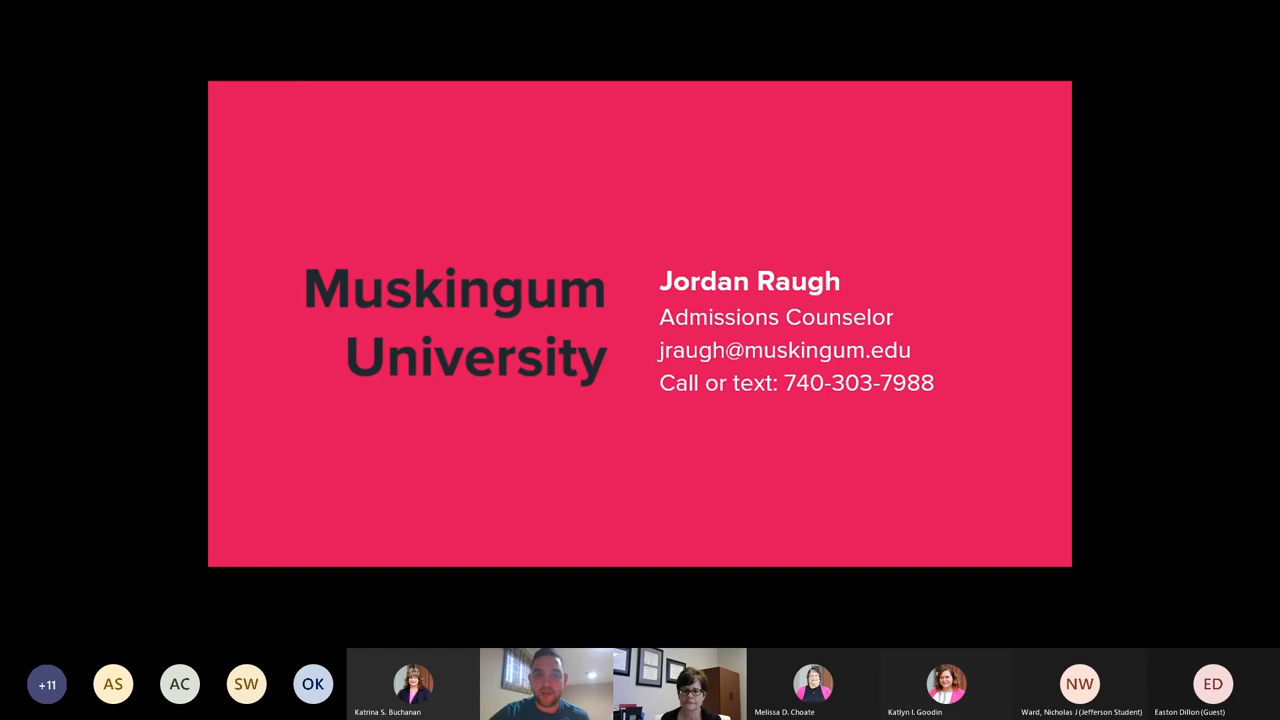 Muskingum
University
Jordan Raugh
Admissions Counselor
jraugh@muskingum.edu
Call or text: 740-303-7988
+11
AS
AC
SW
OK
Katrina S. Buchanan
Melissa D. Choate
Katlyn I. Goodin
NW
Ward, Nicholas J (Jefferson Student)
ED
Easton Dillon (Guest)